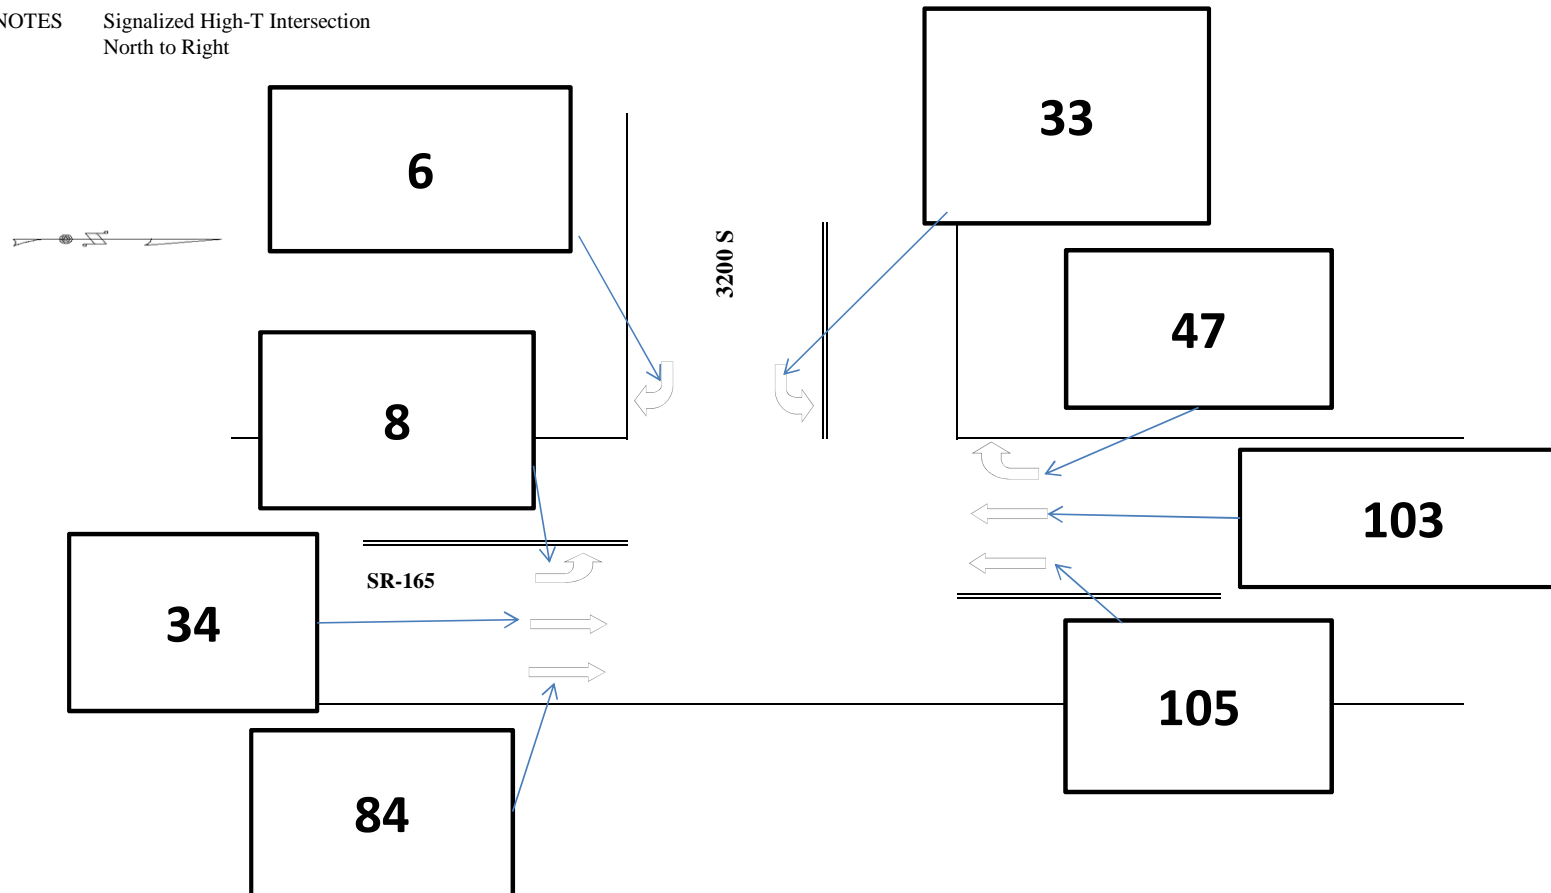 NOTES Signalized High-T Intersection
North to Right
33
6
3200 S
47
8
103
SR-165
34
105
84